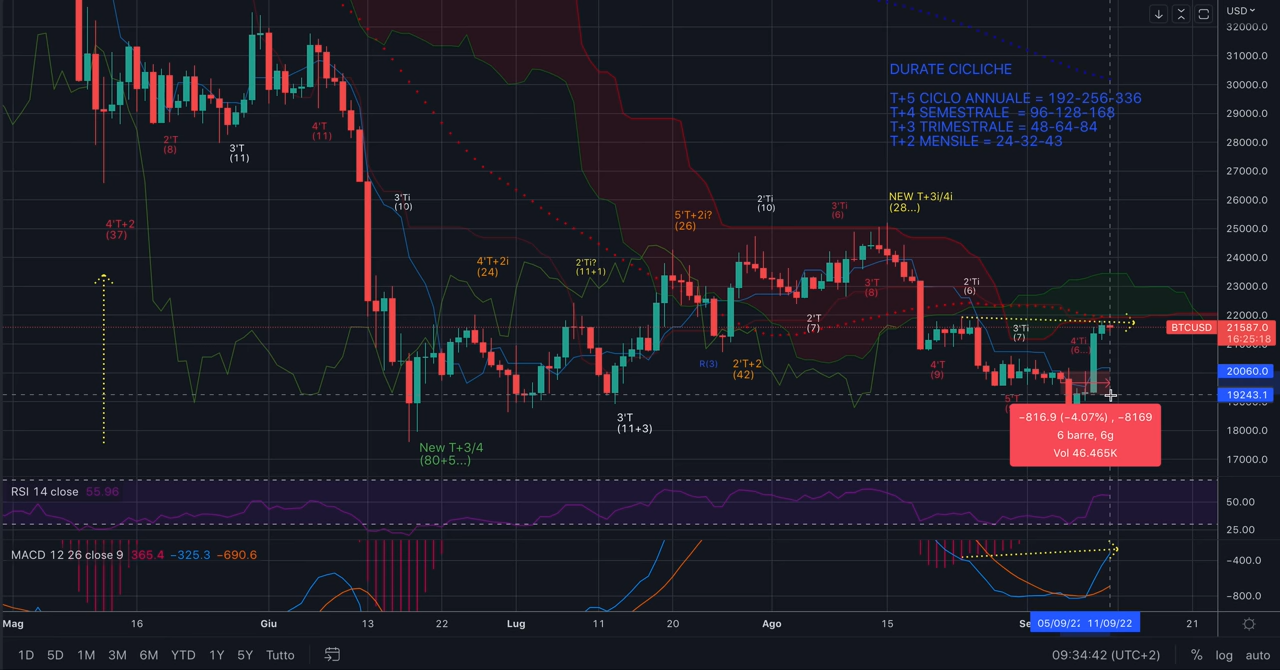 USD
32000.0
31000.0
30000.0
29000.0
28000.0
27000.0
26000.0
25000.0
24000.0
23000.0
22000.0
BTCUSD
21587.0
16:25:18
20060.0
19243.1
18000.0
17000.0
DURATE CICLICHE
T+5 CICLO ANNUALE = 192-256-336
T+4 SEMESTRALE = 96-128-168
T+3 TRIMESTRALE = 48-64-84
T+2 MENSILE = 24-32-43
2'T
(8)
3'T
(11)
4'T
(11)
4'T+2
(37)
3'Ti
(10)
4'T+2i
(24)
2'Ti?
(11+1)
5'T+2i?
(26)
2'Ti
(10)
3'Ti
(6)
NEW T+3i/4i
(28...)
3'T
(8)
2'T
(7)
2'Ti
(6)
3'Ti
(7)
4'Ti
(6...
R(3)
2'T+2
(42)
4'T
(9)
5'T
3'T
(11+3)
New T+3/4
(80+5...)
−816.9 (−4.07%) , −8169
6 barre, 6g
Vol 46.465K
RSI 14 close 55.96
50.00
25.00
MACD 12 26 close 9 365.4 −325.3 −690.6
−400.0
−800.0
Mag
16
Giu
13
22
Lug
11
20
Ago
15
05/09/22
11/09/22
21
1D 5D 1M 3M 6M YTD 1Y 5Y Tutto
09:34:42 (UTC+2)
% log auto